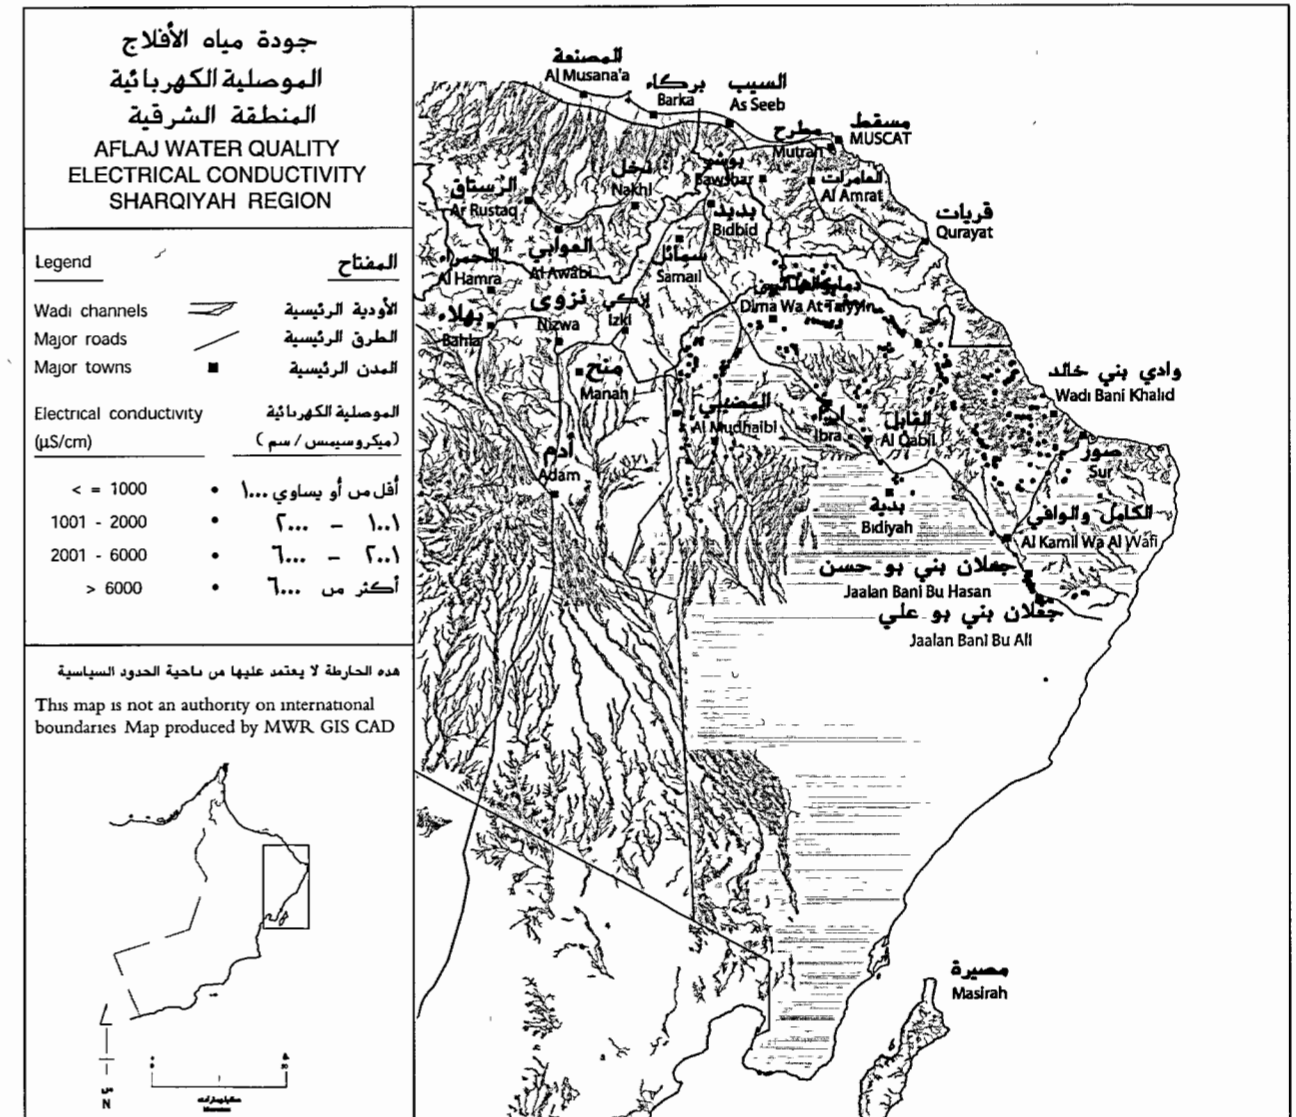 جودة مياه الأفلاج
الموصلية الكهربائية
المنطقة الشرقية
AFLAJ WATER QUALITY
ELECTRICAL CONDUCTIVITY
SHARQIYAH REGION
Legend
المفتاح
Wadi channels
الأودية الرئيسية
Major roads
الطرق الرئيسية
Major towns
المدن الرئيسية
Electrical conductivity
الموصلية الكهربائية
(µS/cm)
(ميكروسيمس / سم)
< = 1000
أقل من أو يساوي ١٠٠٠
1001 - 2000
١٠٠١ - ٢٠٠٠
2001 - 6000
٢٠٠١ - ٦٠٠٠
> 6000
أكثر من ٦٠٠٠
هذه الخارطة لا يعتمد عليها من ناحية الحدود السياسية
This map is not an authority on international
boundaries Map produced by MWR GIS CAD
N
المصنعة
Al Musana'a
بركاء
Barka
السيب
As Seeb
مطرح
Mutrah
مسقط
MUSCAT
نخل
Nakhl
بوشر
Bawshar
العامرات
Al Amrat
الرستاق
Ar Rustaq
بدبد
Bidbid
قريات
Qurayat
العوابي
Al Awabi
سمائل
Samail
الحمراء
Al Hamra
دماء والطائيين
Dima Wa At Taiyyin
نزوى
Nizwa
إزكي
Izki
بهلاء
Bahla
منح
Manah
وادي بني خالد
Wadi Bani Khalid
المضيبي
Al Mudhaibi
إبراء
Ibra
القابل
Al Qabil
أدم
Adam
صور
Sur
بدية
Bidiyah
الكامل والوافي
Al Kamil Wa Al Wafi
جعلان بني بو حسن
Jaalan Bani Bu Hasan
جعلان بني بو علي
Jaalan Bani Bu Ali
مصيرة
Masirah